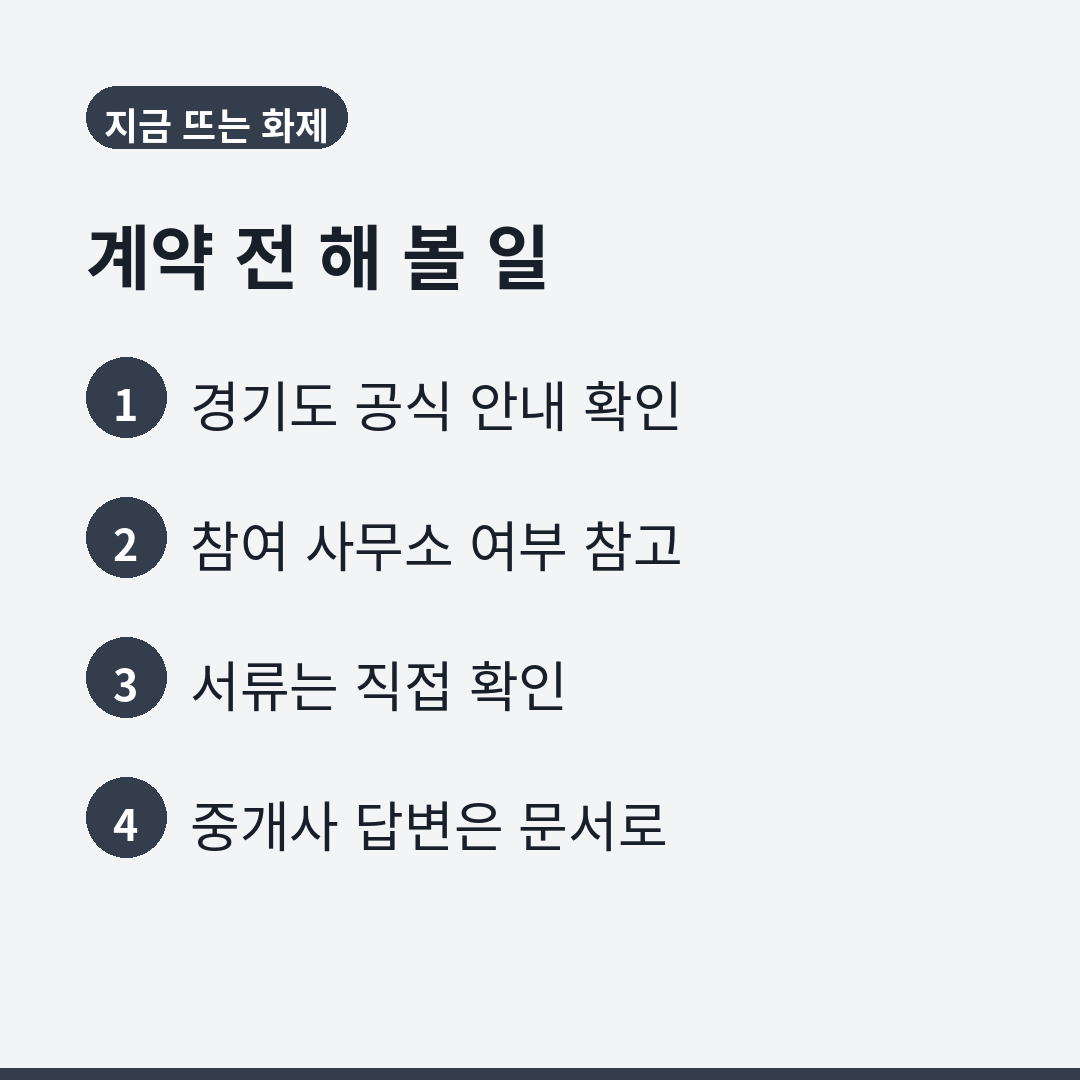 지금 뜨는 화제
계약 전 해 볼 일
1 경기도 공식 안내 확인
2 참여 사무소 여부 참고
3 서류는 직접 확인
4 중개사 답변은 문서로